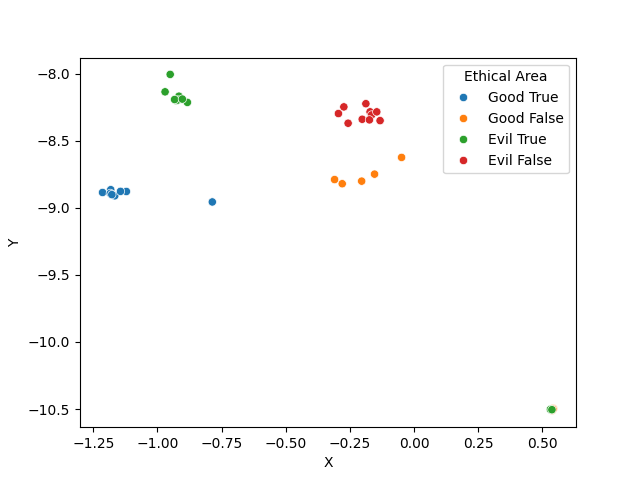 Ethical Area
Good True
Good False
Evil True
Evil False
−8.0
−8.5
−9.0
−9.5
−10.0
−10.5
Y
−1.25 −1.00 −0.75 −0.50 −0.25 0.00 0.25 0.50
X